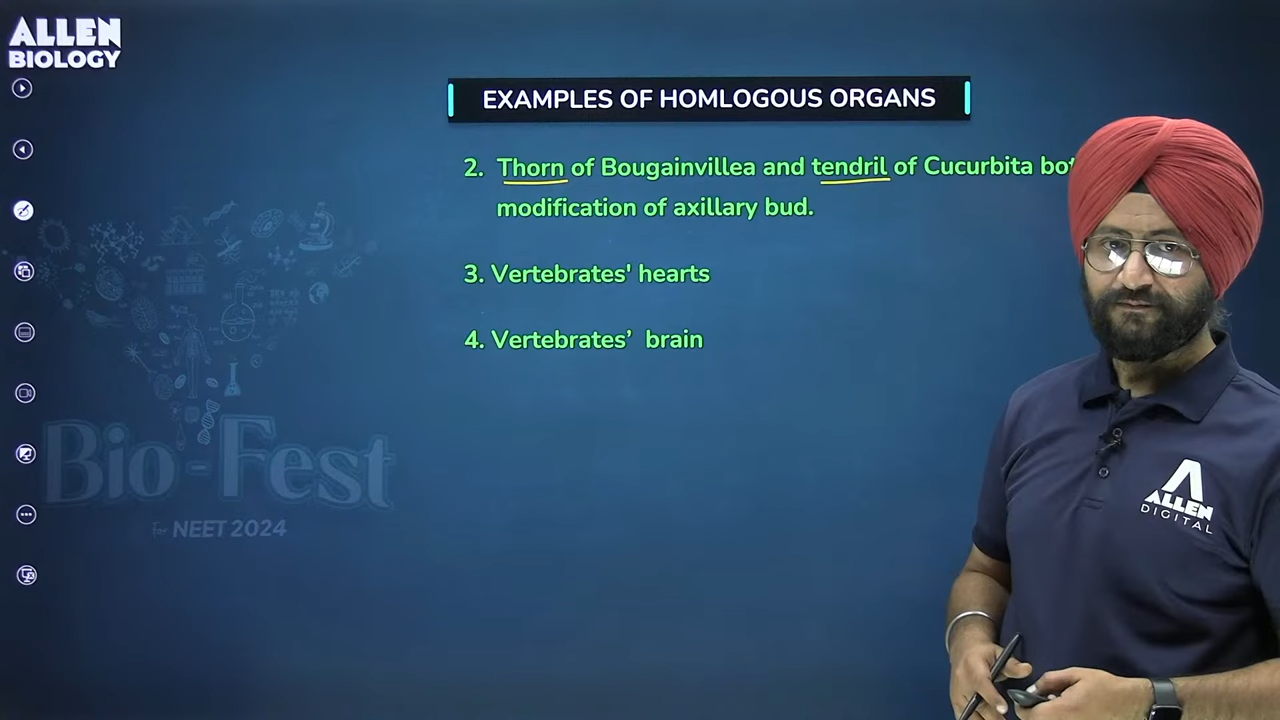 ALLEN
BIOLOGY
EXAMPLES OF HOMLOGOUS ORGANS
2. Thorn of Bougainvillea and tendril of Cucurbita
modification of axillary bud.
3. Vertebrates' hearts
4. Vertebrates’ brain
Bio-Fest
For NEET 2024
ALLEN
DIGITAL